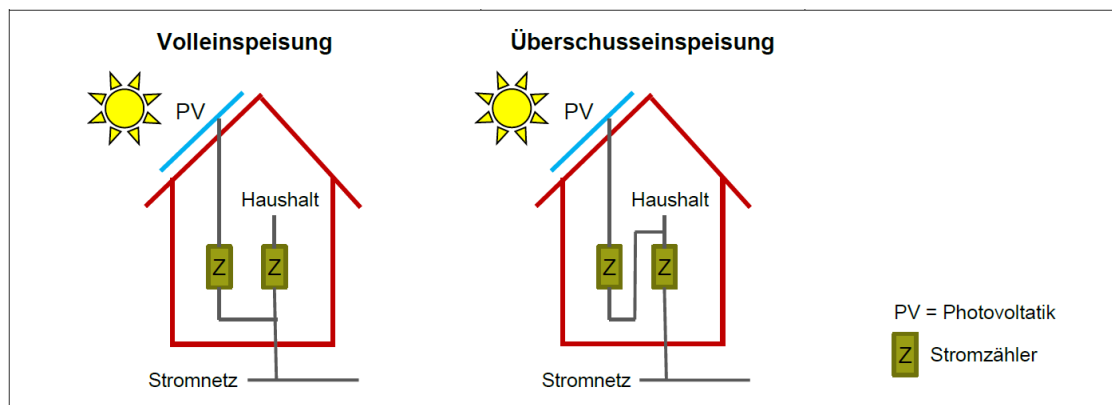 Volleinspeisung
PV
Haushalt
Z Z
Stromnetz
Überschusseinspeisung
PV
Haushalt
Z Z
Stromnetz
PV = Photovoltatik
Z Stromzähler